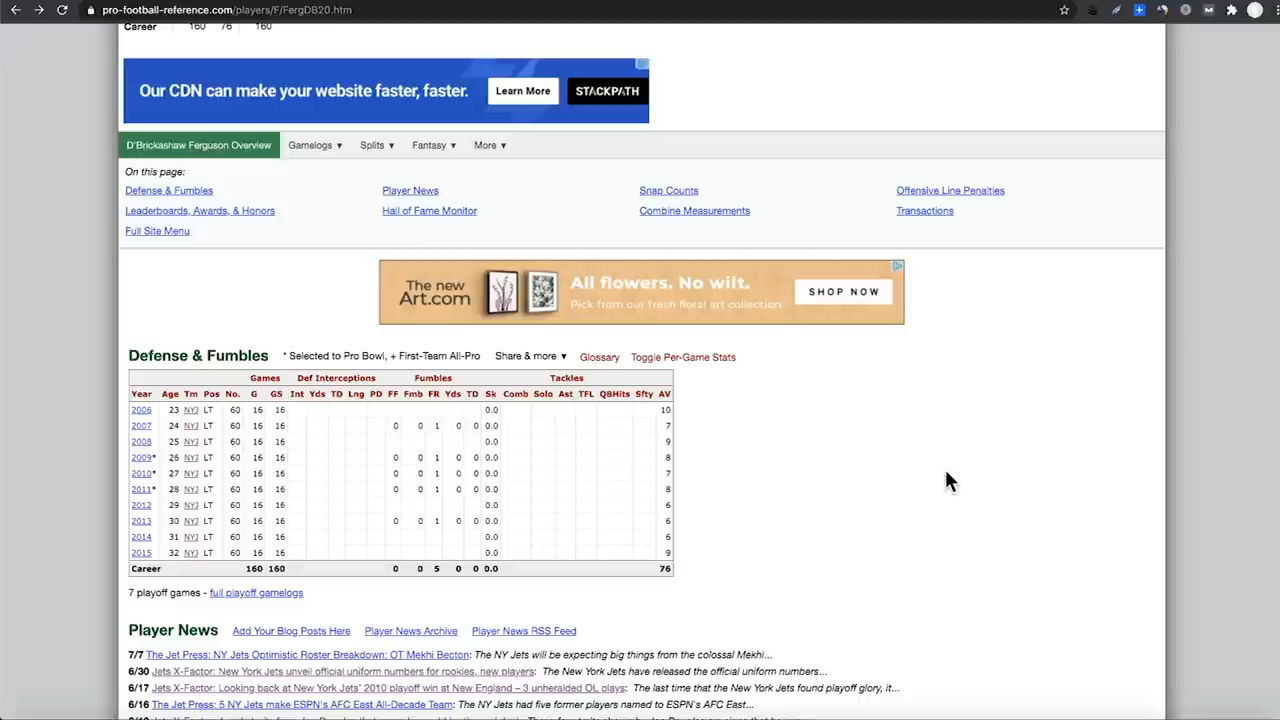 pro-football-reference.com/players/F/FergDB20.htm
Career 160 76 160
Our CDN can make your website faster, faster. Learn More STACKPATH
D'Brickashaw Ferguson Overview Gamelogs ▼ Splits ▼ Fantasy ▼ More ▼
On this page:
Defense & Fumbles Player News Snap Counts Offensive Line Penalties
Leaderboards, Awards, & Honors Hall of Fame Monitor Combine Measurements Transactions
Full Site Menu
The new All flowers. No wilt.
Art.com Pick from our fresh floral art collection SHOP NOW
Defense & Fumbles * Selected to Pro Bowl, + First-Team All-Pro Share & more ▼ Glossary Toggle Per-Game Stats
Games Def Interceptions Fumbles Tackles
Year Age Tm Pos No. G GS Int Yds TD Lng PD FF Fmb FR Yds TD Sk Comb Solo Ast TFL QBHits Sfty AV
2006 23 NYJ LT 60 16 16 0.0 10
2007 24 NYJ LT 60 16 16 0 0 1 0 0 0.0 7
2008 25 NYJ LT 60 16 16 0.0 9
2009* 26 NYJ LT 60 16 16 0 0 1 0 0 0.0 8
2010* 27 NYJ LT 60 16 16 0 0 1 0 0 0.0 7
2011* 28 NYJ LT 60 16 16 0 0 1 0 0 0.0 8
2012 29 NYJ LT 60 16 16 0.0 6
2013 30 NYJ LT 60 16 16 0 0 1 0 0 0.0 6
2014 31 NYJ LT 60 16 16 0.0 6
2015 32 NYJ LT 60 16 16 0.0 9
Career 160 160 0 0 5 0 0 0.0 76
7 playoff games - full playoff gamelogs
Player News Add Your Blog Posts Here Player News Archive Player News RSS Feed
7/7 The Jet Press: NY Jets Optimistic Roster Breakdown: OT Mekhi Becton: The NY Jets will be expecting big things from the colossal Mekhi...
6/30 Jets X-Factor: New York Jets unveil official uniform numbers for rookies, new players: The New York Jets have released the official uniform numbers...
6/17 Jets X-Factor: Looking back at New York Jets' 2010 playoff win at New England – 3 unheralded OL plays: The last time that the New York Jets found playoff glory, it...
6/16 The Jet Press: 5 NY Jets make ESPN's AFC East All-Decade Team: The NY Jets had five former players named to ESPN's AFC East...